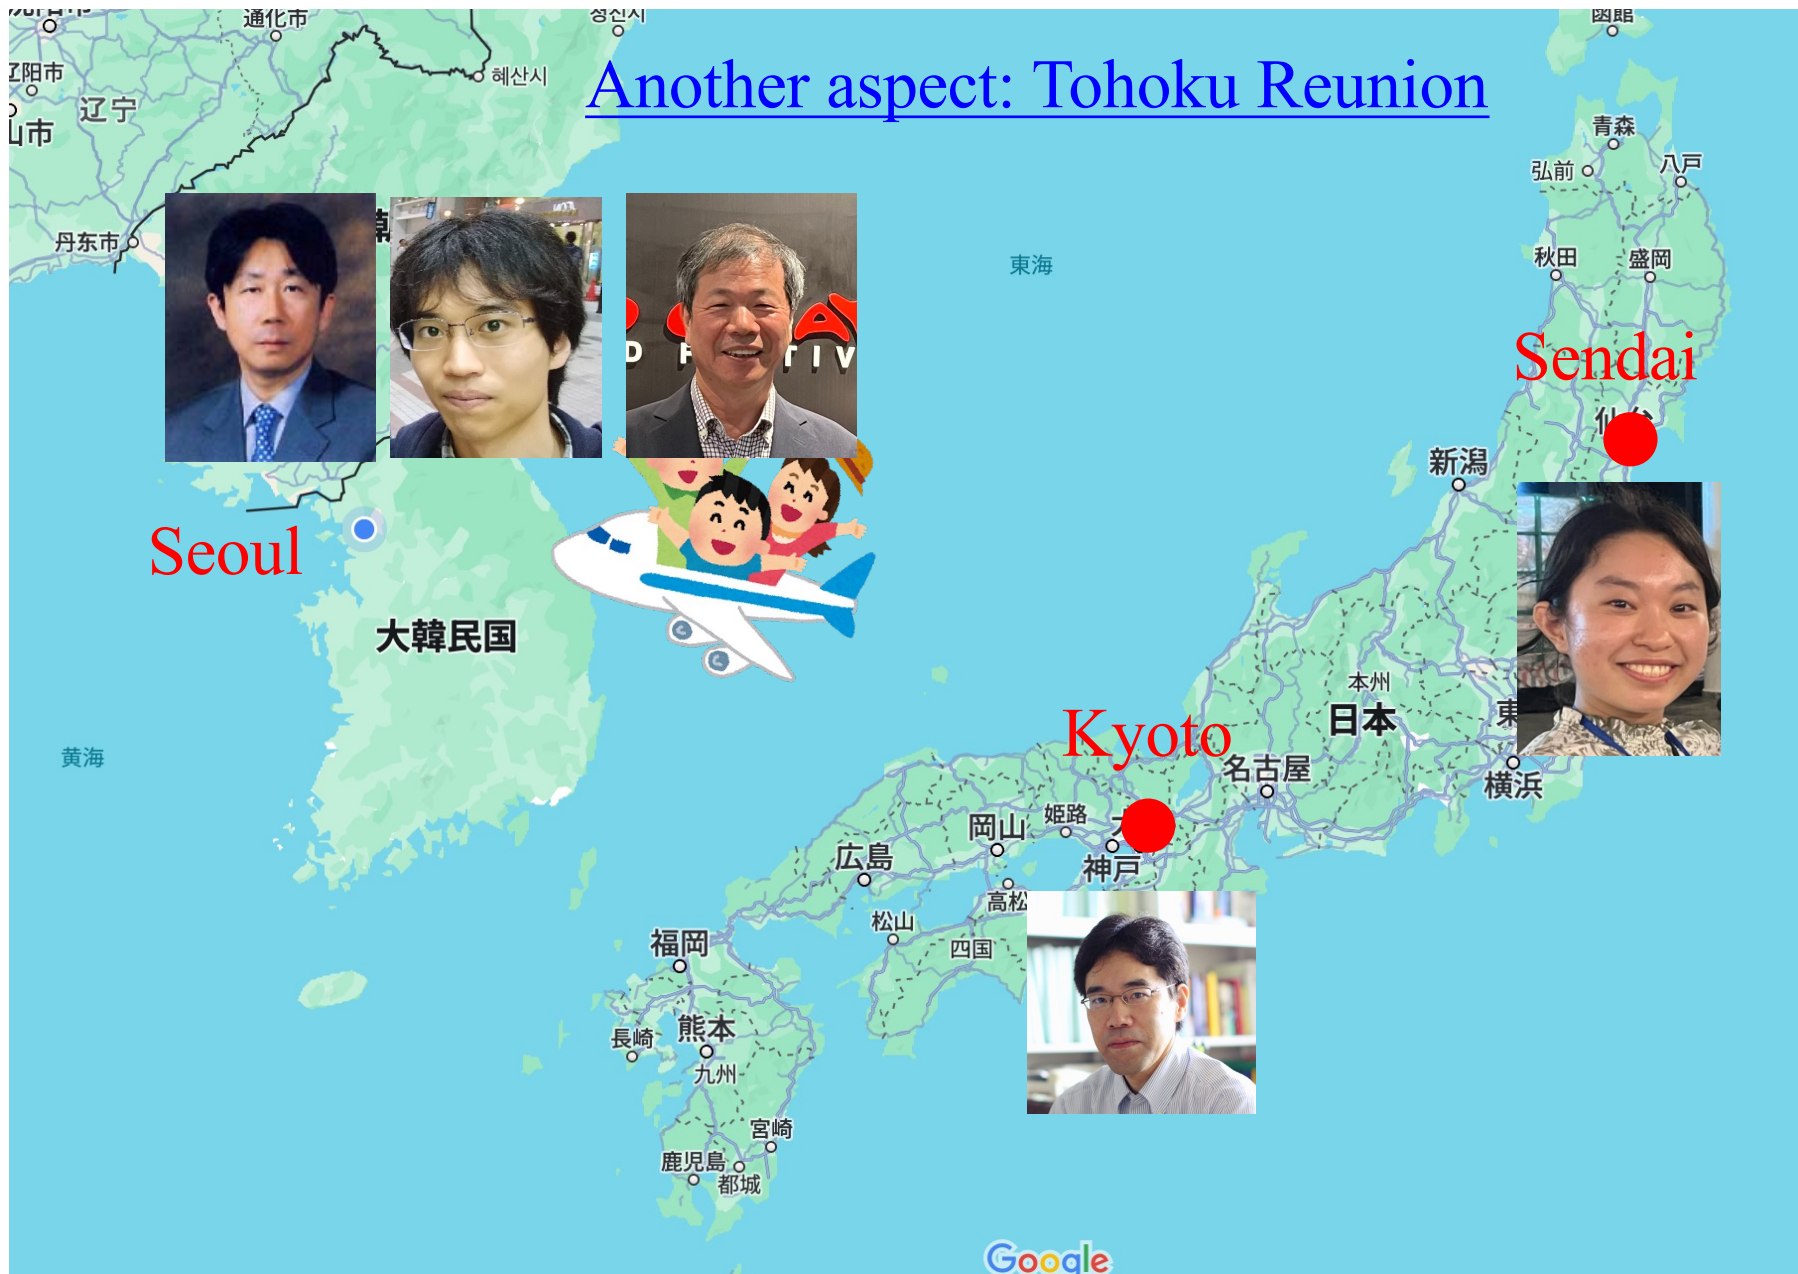 Another aspect: Tohoku Reunion
通化市
혜산시
辽宁
丹东市
東海
青森
弘前
八戸
秋田
盛岡
Sendai
新潟
Seoul
大韓民国
本州
日本
Kyoto
黄海
名古屋
横浜
姫路
岡山
広島
神戸
高松
松山
四国
福岡
長崎
熊本
九州
宮崎
鹿児島
都城
Google